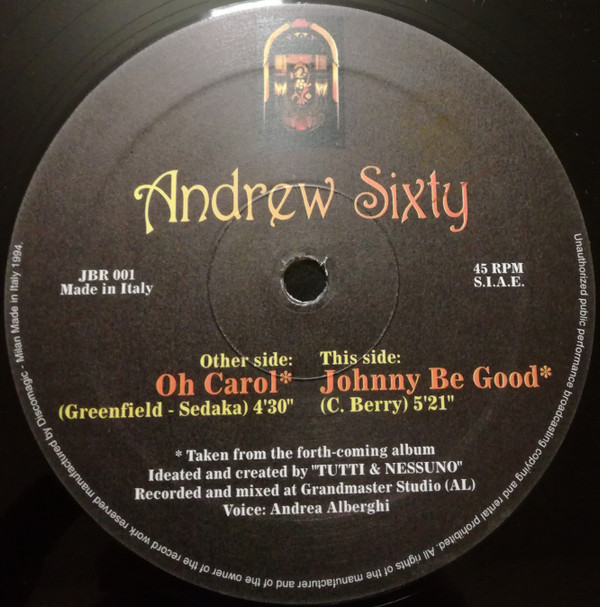 Andrew Sixty
JBR 001
Made in Italy
45 RPM
S.I.A.E.
Other side:
Oh Carol*
(Greenfield - Sedaka) 4'30"
This side:
Johnny Be Good*
(C. Berry) 5'21"
* Taken from the forth-coming album
Ideated and created by "TUTTI & NESSUNO"
Recorded and mixed at Grandmaster Studio (AL)
Voice: Andrea Alberghi
Unauthorized public performance broadcasting copying and rental prohibited. All rights of the manufacturer and of the owner of the record work reserved manufactured by Discomagic - Milan Made in Italy 1994.